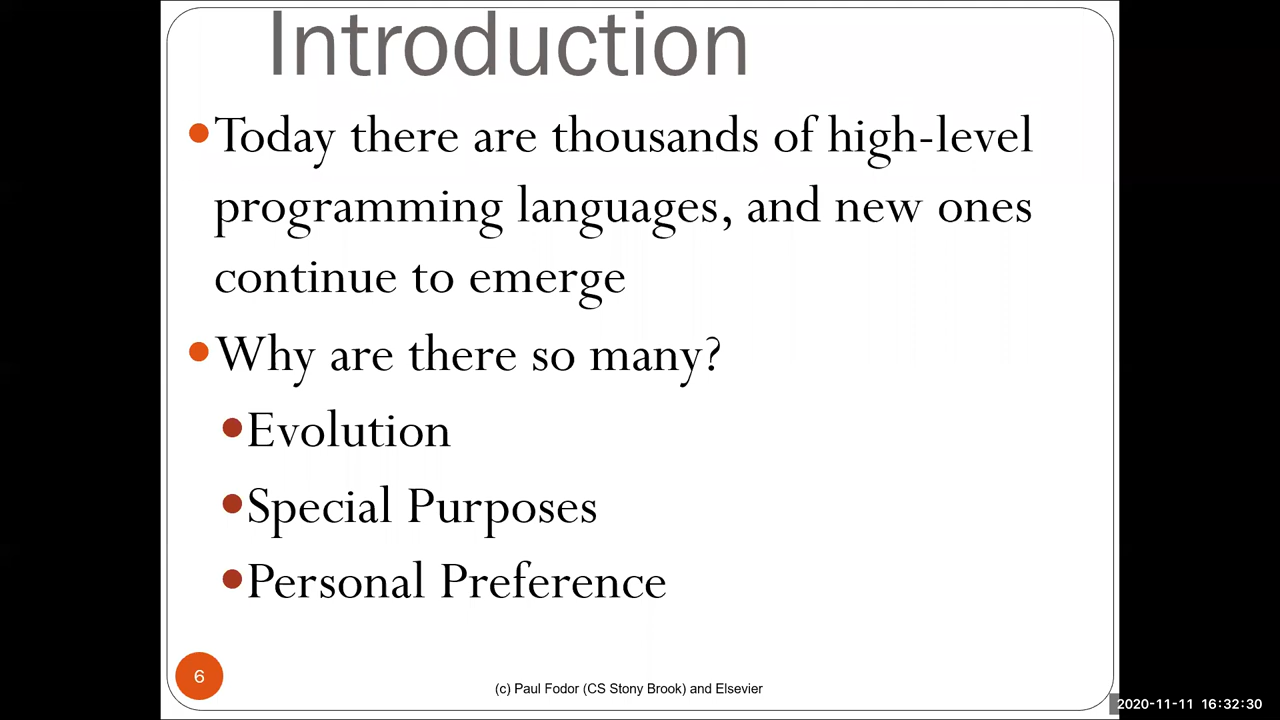 Introduction
Today there are thousands of high-level
programming languages, and new ones
continue to emerge
Why are there so many?
Evolution
Special Purposes
Personal Preference
6
(c) Paul Fodor (CS Stony Brook) and Elsevier
2020-11-11 16:32:30